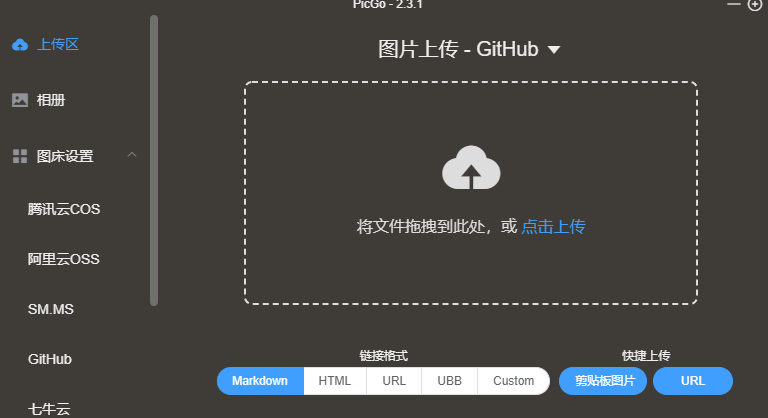 PicGo - 2.3.1
上传区
相册
图床设置
腾讯云COS
阿里云OSS
SM.MS
GitHub
七牛云
图片上传 - GitHub
将文件拖拽到此处，或 点击上传
链接格式
Markdown HTML URL UBB Custom
快捷上传
剪贴板图片 URL